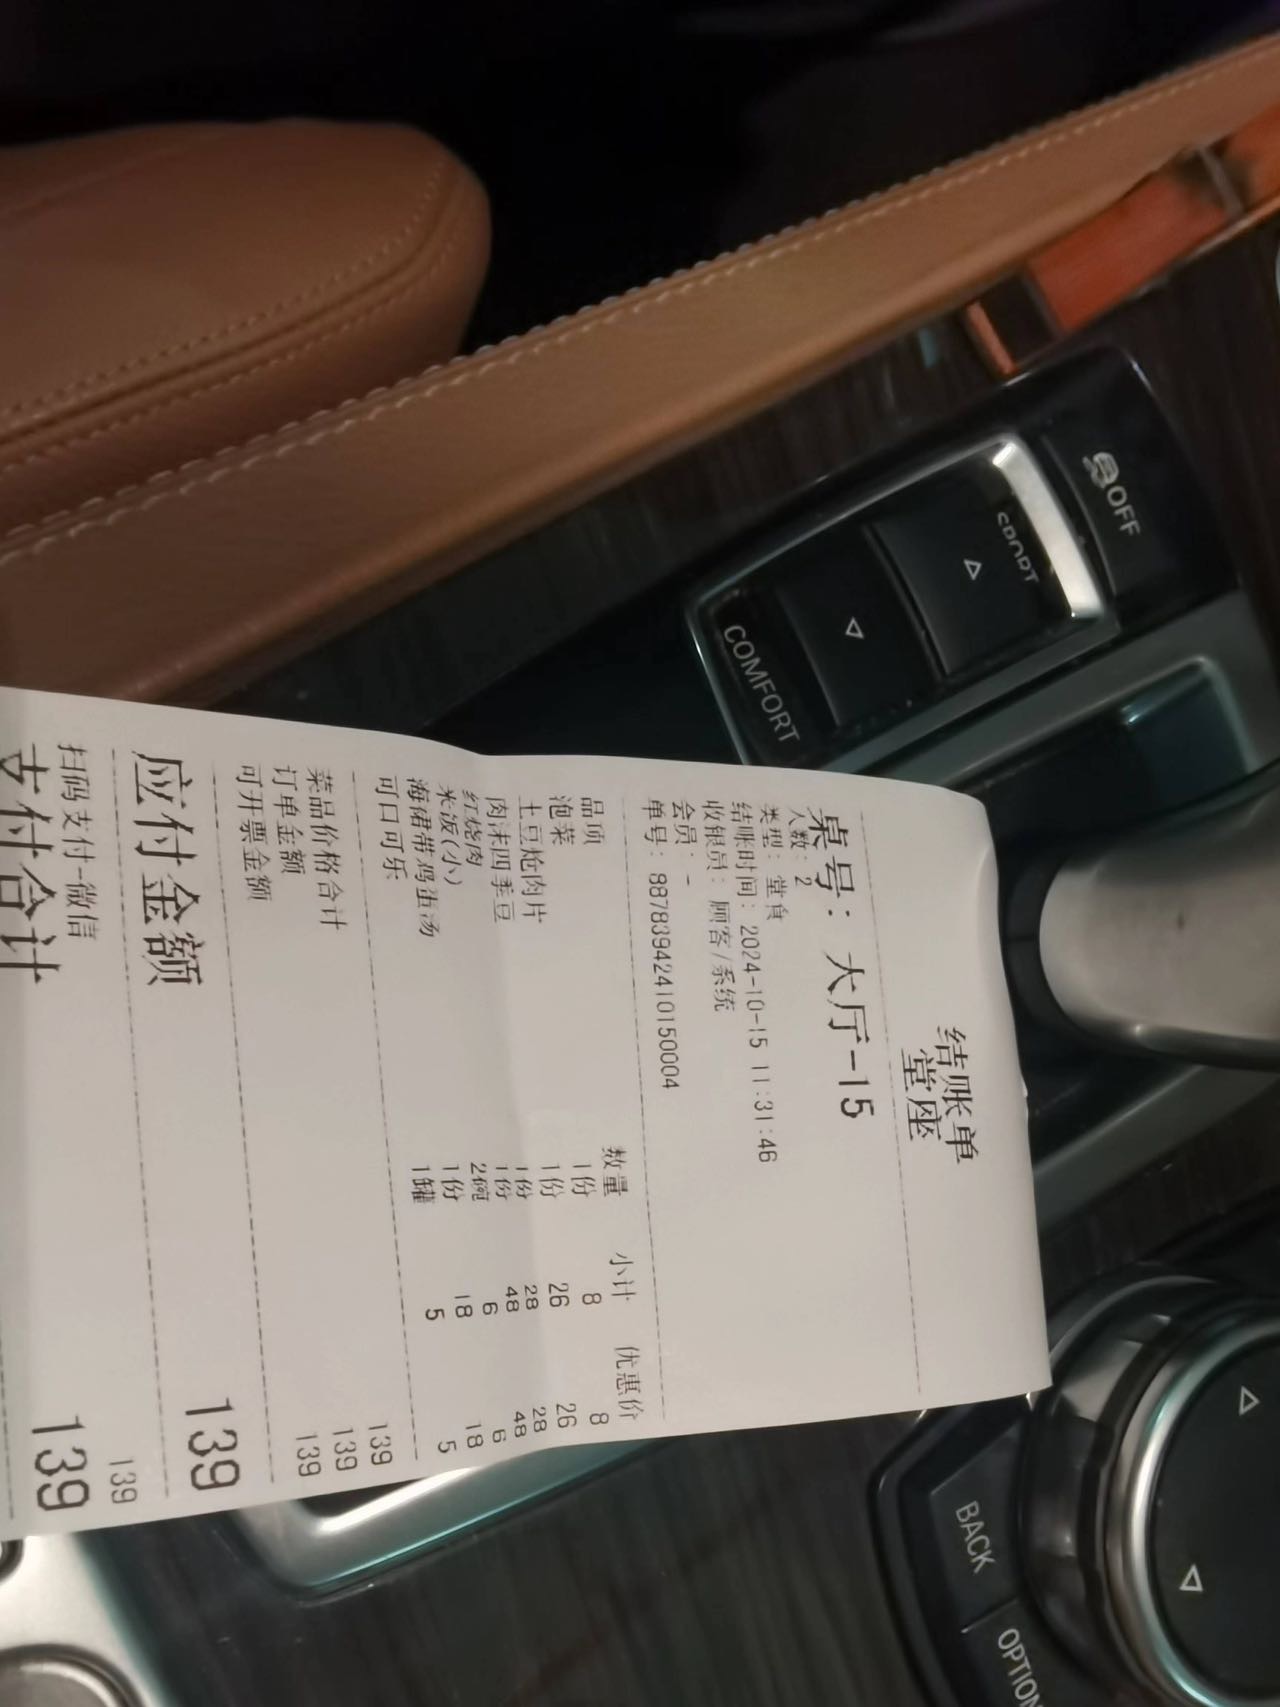 结账单
堂座
桌号：大厅-15
人数：2
类型：堂食
结账时间：2024-10-15 11:31:46
收银员：顾客/系统
会员：-
单号：88783942410150004
品项 数量 小计 优惠价
泡菜 1份 8 8
土豆炝肉片 1份 26 26
肉沫四季豆 1份 28 28
红烧肉 1份 48 48
米饭(小) 2碗 6 6
海裙带鸡蛋汤 1份 18 18
可口可乐 1罐 5 5
菜品价格合计 139
订单金额 139
可开票金额 139
应付金额 139
扫码支付-微信 139
支付合计 139
OFF
SPORT
COMFORT
BACK
OPTION